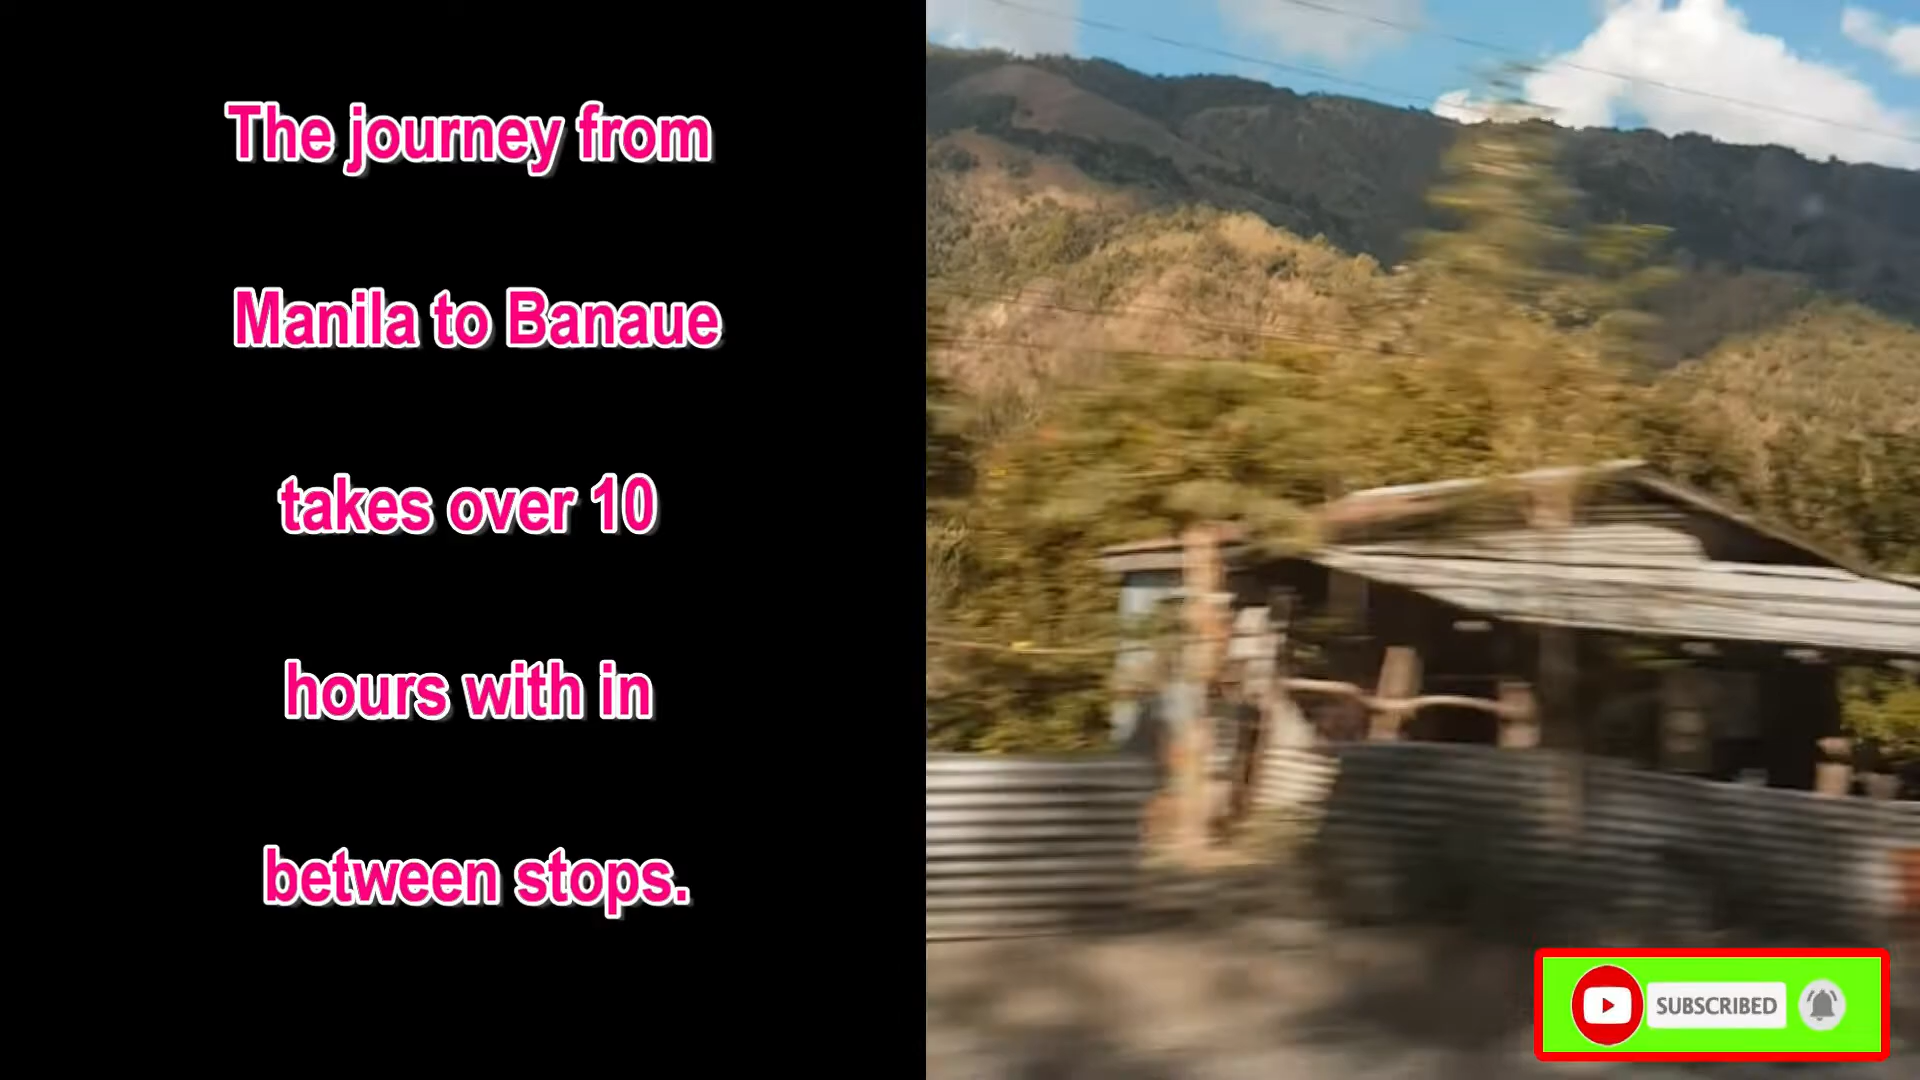 The journey from
Manila to Banaue
takes over 10
hours with in
between stops.
SUBSCRIBED